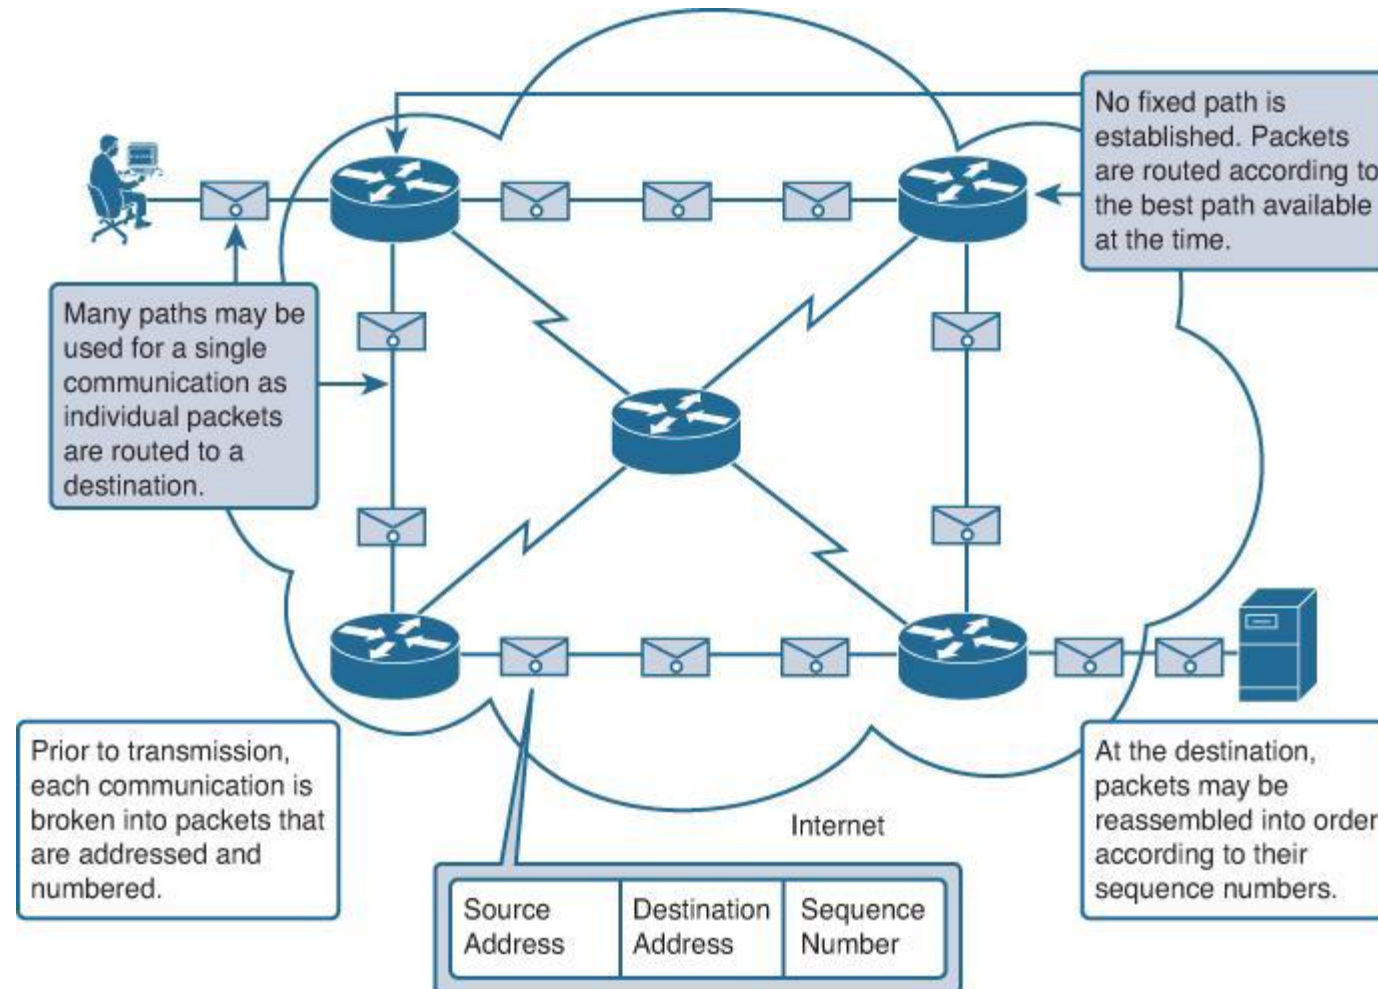 No fixed path is
established. Packets
are routed according to
the best path available
at the time.
Many paths may be
used for a single
communication as
individual packets
are routed to a
destination.
Prior to transmission,
each communication is
broken into packets that
are addressed and
numbered.
At the destination,
packets may be
reassembled into order
according to their
sequence numbers.
Internet
Source
Address
Destination
Address
Sequence
Number